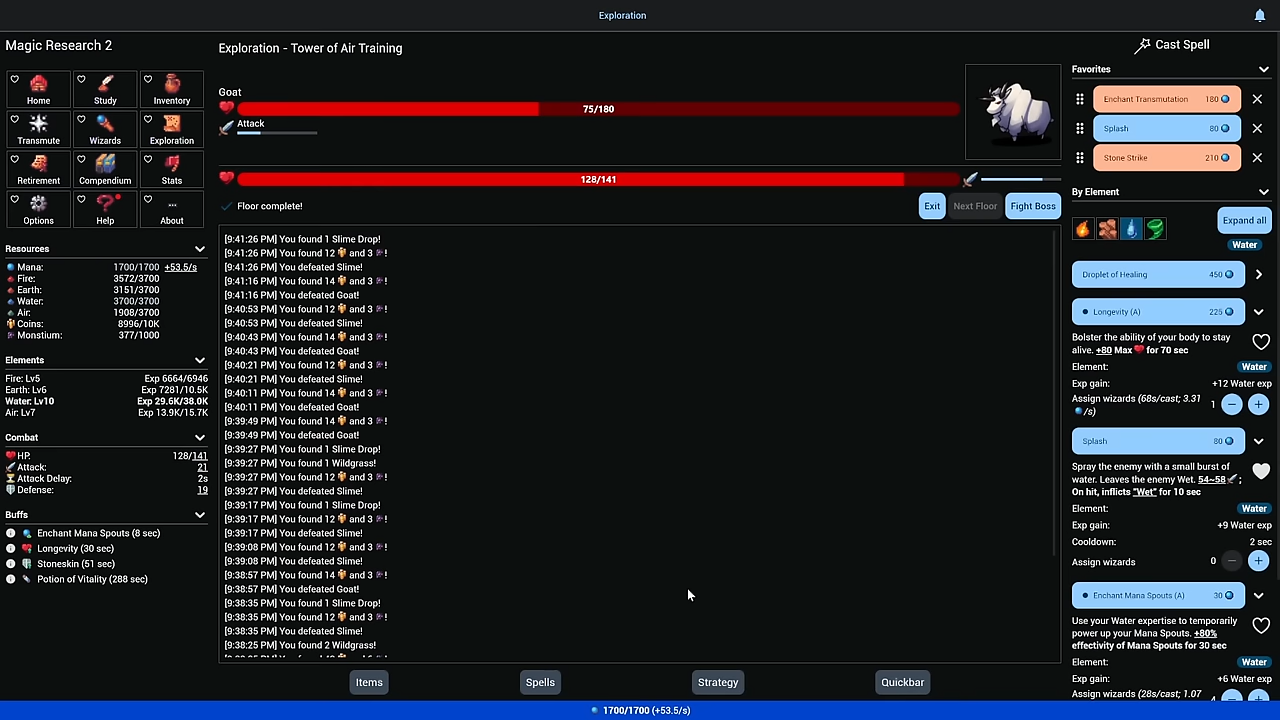 Exploration
Magic Research 2
Home
Study
Inventory
Transmute
Wizards
Exploration
Retirement
Compendium
Stats
Options
Help
About
Resources
Mana: 1700/1700 +53.5/s
Fire: 3572/3700
Earth: 3151/3700
Water: 3700/3700
Air: 1908/3700
Coins: 8996/10K
Monstium: 377/1000
Elements
Fire: Lv5 Exp 6664/6946
Earth: Lv6 Exp 7281/10.5K
Water: Lv10 Exp 29.6K/38.0K
Air: Lv7 Exp 13.9K/15.7K
Combat
HP: 128/141
Attack: 21
Attack Delay: 2s
Defense: 19
Buffs
Enchant Mana Spouts (8 sec)
Longevity (30 sec)
Stoneskin (51 sec)
Potion of Vitality (288 sec)
Exploration - Tower of Air Training
Goat
75/180
Attack
128/141
Floor complete!
Exit
Next Floor
Fight Boss
[9:41:26 PM] You found 1 Slime Drop!
[9:41:26 PM] You found 12 and 3 !
[9:41:26 PM] You defeated Slime!
[9:41:16 PM] You found 14 and 3 !
[9:41:16 PM] You defeated Goat!
[9:40:53 PM] You found 12 and 3 !
[9:40:53 PM] You defeated Slime!
[9:40:43 PM] You found 14 and 3 !
[9:40:43 PM] You defeated Goat!
[9:40:21 PM] You found 12 and 3 !
[9:40:21 PM] You defeated Slime!
[9:40:11 PM] You found 14 and 3 !
[9:40:11 PM] You defeated Goat!
[9:39:49 PM] You found 14 and 3 !
[9:39:49 PM] You defeated Goat!
[9:39:27 PM] You found 1 Slime Drop!
[9:39:27 PM] You found 1 Wildgrass!
[9:39:27 PM] You found 12 and 3 !
[9:39:27 PM] You defeated Slime!
[9:39:17 PM] You found 1 Slime Drop!
[9:39:17 PM] You found 12 and 3 !
[9:39:17 PM] You defeated Slime!
[9:39:08 PM] You found 12 and 3 !
[9:39:08 PM] You defeated Slime!
[9:38:57 PM] You found 14 and 3 !
[9:38:57 PM] You defeated Goat!
[9:38:35 PM] You found 1 Slime Drop!
[9:38:35 PM] You found 12 and 3 !
[9:38:35 PM] You defeated Slime!
[9:38:25 PM] You found 2 Wildgrass!
Items
Spells
Strategy
Quickbar
Cast Spell
Favorites
Enchant Transmutation 180
Splash 80
Stone Strike 210
By Element
Expand all
Water
Droplet of Healing 450
Longevity (A) 225
Bolster the ability of your body to stay
alive. +80 Max for 70 sec
Element: Water
Exp gain: +12 Water exp
Assign wizards (68s/cast; 3.31 /s) 1
Splash 80
Spray the enemy with a small burst of
water. Leaves the enemy Wet. 54~58 ;
On hit, inflicts "Wet" for 10 sec
Element: Water
Exp gain: +9 Water exp
Cooldown: 2 sec
Assign wizards 0
Enchant Mana Spouts (A) 30
Use your Water expertise to temporarily
power up your Mana Spouts. +80%
effectivity of Mana Spouts for 30 sec
Element: Water
Exp gain: +6 Water exp
Assign wizards (28s/cast; 1.07
1700/1700 (+53.5/s)